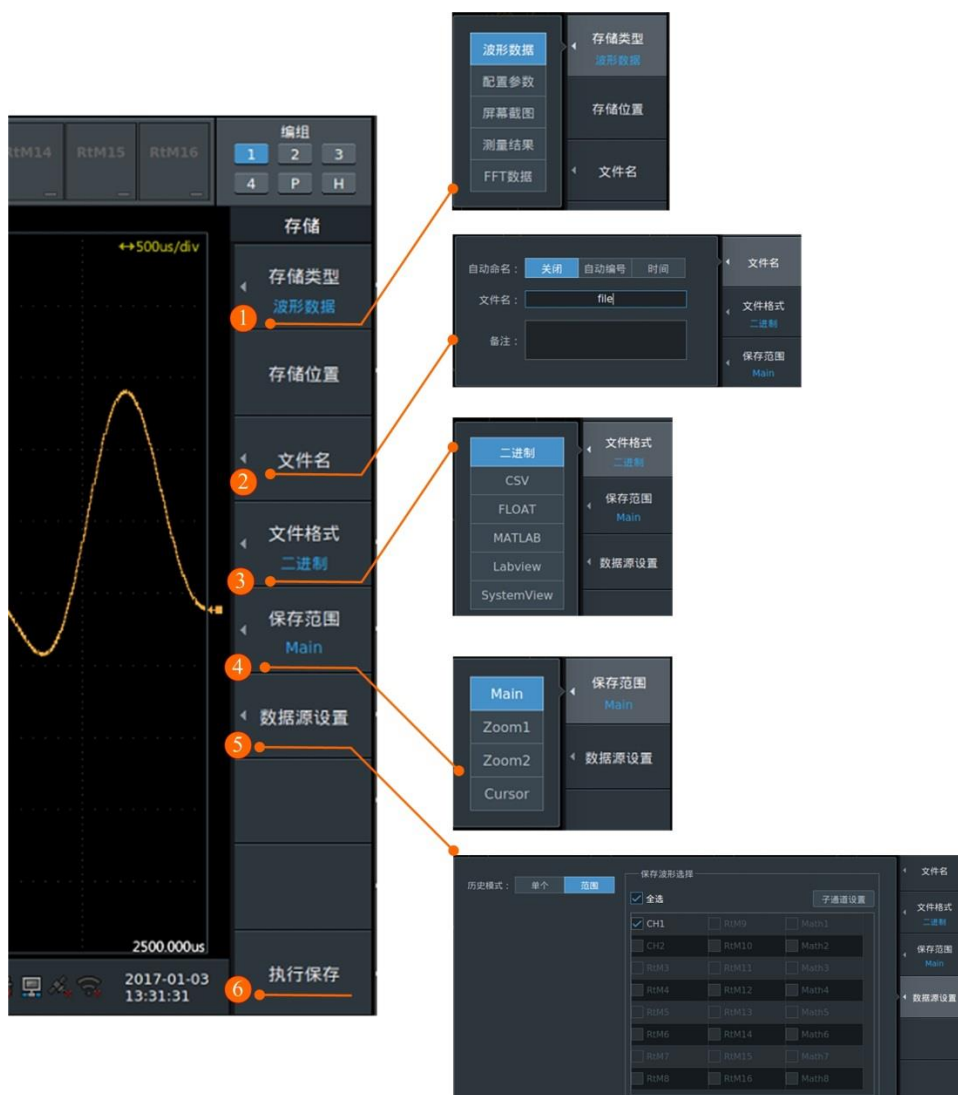 RtM14 RtM15 RtM16
编组
1 2 3
4 P H
存储
500us/div
存储类型
波形数据
1
存储位置
文件名
2
文件格式
二进制
3
保存范围
Main
4
数据源设置
5
2500.000us
2017-01-03
13:31:31
执行保存
6
波形数据
配置参数
屏幕截图
测量结果
FFT数据
存储类型
波形数据
存储位置
文件名
自动命名： 关闭 自动编号 时间
文件名： file
备注：
文件名
文件格式
二进制
保存范围
Main
二进制
CSV
FLOAT
MATLAB
Labview
SystemView
文件格式
二进制
保存范围
Main
数据源设置
Main
Zoom1
Zoom2
Cursor
保存范围
Main
数据源设置
历史模式： 单个 范围
保存波形选择
全选 子通道设置
CH1 RtM9 Math1
CH2 RtM10 Math2
RtM3 RtM11 Math3
RtM4 RtM12 Math4
RtM5 RtM13 Math5
RtM6 RtM14 Math6
RtM7 RtM15 Math7
RtM8 RtM16 Math8
文件名
文件格式
二进制
保存范围
Main
数据源设置